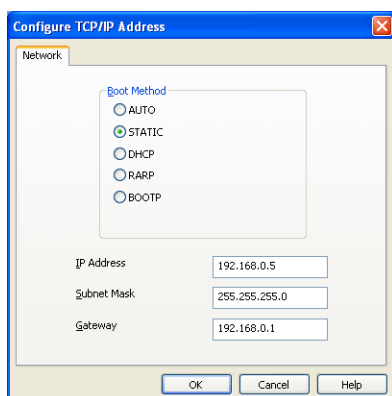 Configure TCP/IP Address
Network
Boot Method
AUTO
STATIC
DHCP
RARP
BOOTP
IP Address 192.168.0.5
Subnet Mask 255.255.255.0
Gateway 192.168.0.1
OK Cancel Help